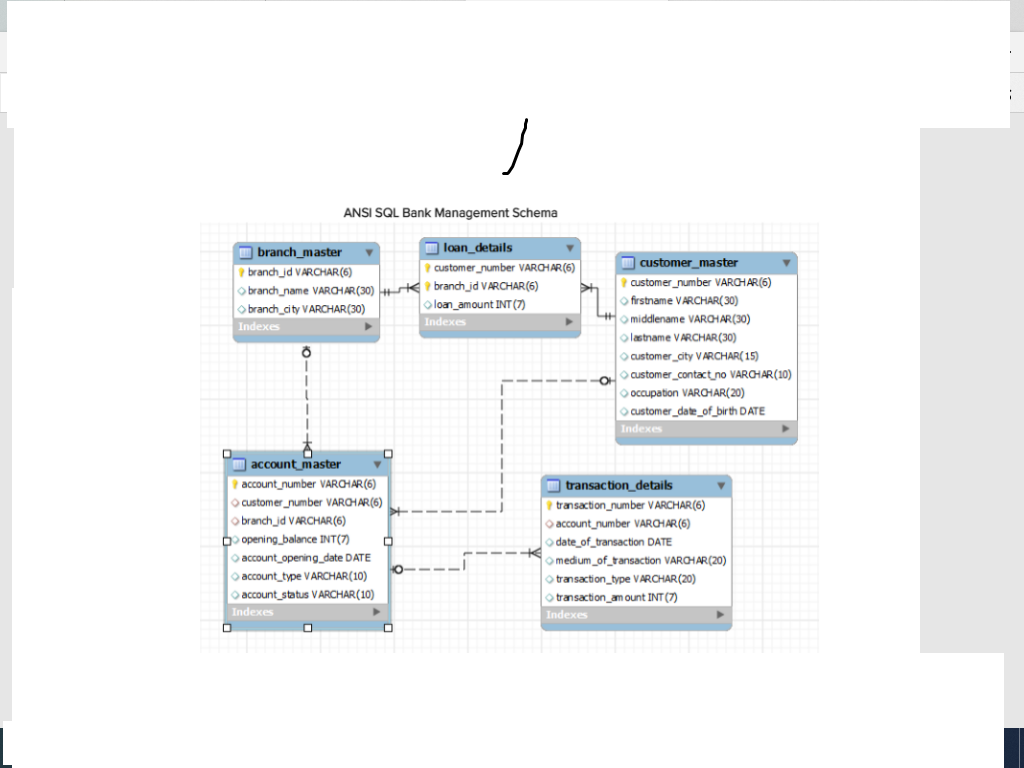 ANSI SQL Bank Management Schema
branch_master
branch_id VARCHAR(6)
branch_name VARCHAR(30)
branch_city VARCHAR(30)
Indexes
loan_details
customer_number VARCHAR(6)
branch_id VARCHAR(6)
loan_amount INT(7)
Indexes
customer_master
customer_number VARCHAR(6)
firstname VARCHAR(30)
middlename VARCHAR(30)
lastname VARCHAR(30)
customer_city VARCHAR(15)
customer_contact_no VARCHAR(10)
occupation VARCHAR(20)
customer_date_of_birth DATE
Indexes
account_master
account_number VARCHAR(6)
customer_number VARCHAR(6)
branch_id VARCHAR(6)
opening_balance INT(7)
account_opening_date DATE
account_type VARCHAR(10)
account_status VARCHAR(10)
Indexes
transaction_details
transaction_number VARCHAR(6)
account_number VARCHAR(6)
date_of_transaction DATE
medium_of_transaction VARCHAR(20)
transaction_type VARCHAR(20)
transaction_amount INT(7)
Indexes